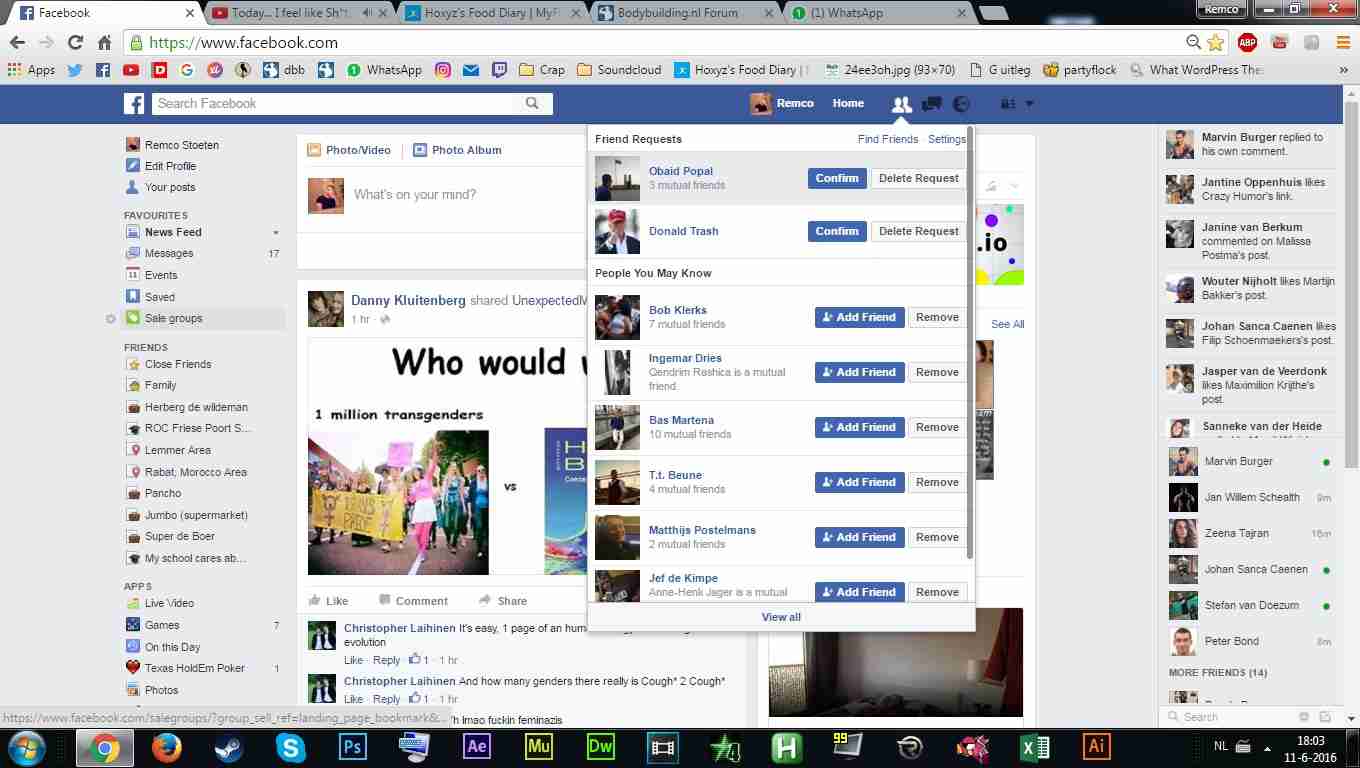 Facebook
Today... I feel like Sh*t
Hoxyz's Food Diary | MyF
Bodybuilding.nl Forum
(1) WhatsApp
Remco
https://www.facebook.com
ABP
Apps
dbb
WhatsApp
Crap
Soundcloud
Hoxyz's Food Diary |
24ee3oh.jpg (93×70)
G uitleg
partyflock
What WordPress The
Search Facebook
Remco
Home
Remco Stoeten
Edit Profile
Your posts
FAVOURITES
News Feed
Messages 17
Events
Saved
Sale groups
FRIENDS
Close Friends
Family
Herberg de wildeman
ROC Friese Poort S...
Lemmer Area
Rabat, Morocco Area
Pancho
Jumbo (supermarket)
Super de Boer
My school cares ab...
APPS
Live Video
Games 7
On this Day
Texas HoldEm Poker 1
Photos
https://www.facebook.com/salegroups/?group_sell_ref=landing_page_bookmark&...
Photo/Video
Photo Album
What's on your mind?
Danny Kluitenberg shared UnexpectedM
1 hr
Who would
1 million transgenders
vs
Like Comment Share
Christopher Laihinen It's easy, 1 page of an hum
evolution
Like · Reply · 1 · 1 hr
Christopher Laihinen And how many genders there really is Cough* 2 Cough*
Like · Reply · 1 · 1 hr
h lmao fuckin feminazis
Friend Requests
Find Friends Settings
Obaid Popal
3 mutual friends
Confirm Delete Request
Donald Trash
Confirm Delete Request
People You May Know
Bob Klerks
7 mutual friends
Add Friend Remove
Ingemar Dries
Qendrim Rashica is a mutual
friend.
Add Friend Remove
Bas Martena
10 mutual friends
Add Friend Remove
T.t. Beune
4 mutual friends
Add Friend Remove
Matthijs Postelmans
2 mutual friends
Add Friend Remove
Jef de Kimpe
Anne-Henk Jager is a mutual
Add Friend Remove
View all
.io
See All
Marvin Burger replied to
his own comment.
Jantine Oppenhuis likes
Crazy Humor's link.
Janine van Berkum
commented on Malissa
Postma's post.
Wouter Nijholt likes Martijn
Bakker's post.
Johan Sanca Caenen likes
Filip Schoenmaekers's post.
Jasper van de Veerdonk
likes Maximilion Krijthe's
post.
Sanneke van der Heide
Marvin Burger
Jan Willem Schealth 9m
Zeena Tajran 16m
Johan Sanca Caenen
Stefan van Doezum
Peter Bond 8m
MORE FRIENDS (14)
Search
Ps
Ae
Mu
Dw
99
Ai
NL
18:03
11-6-2016